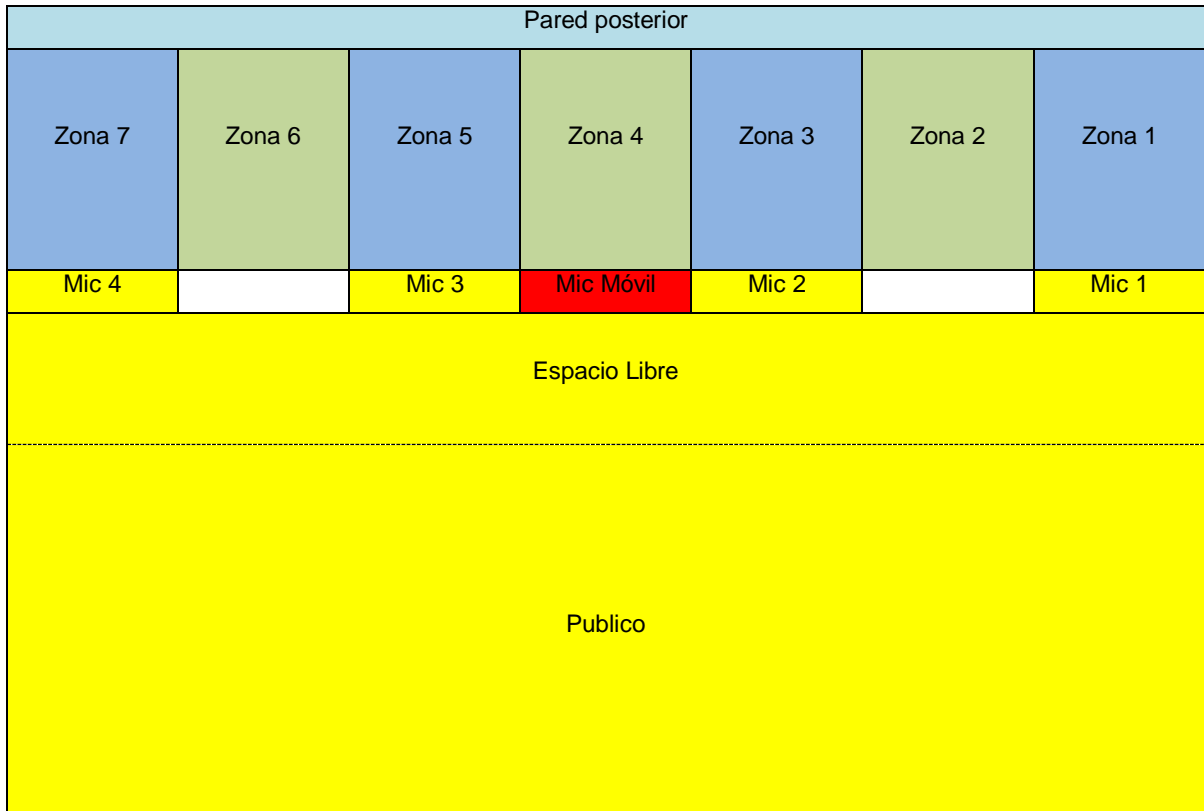 Pared posterior
Zona 7 Zona 6 Zona 5 Zona 4 Zona 3 Zona 2 Zona 1
Mic 4 Mic 3 Mic Móvil Mic 2 Mic 1
Espacio Libre
Publico